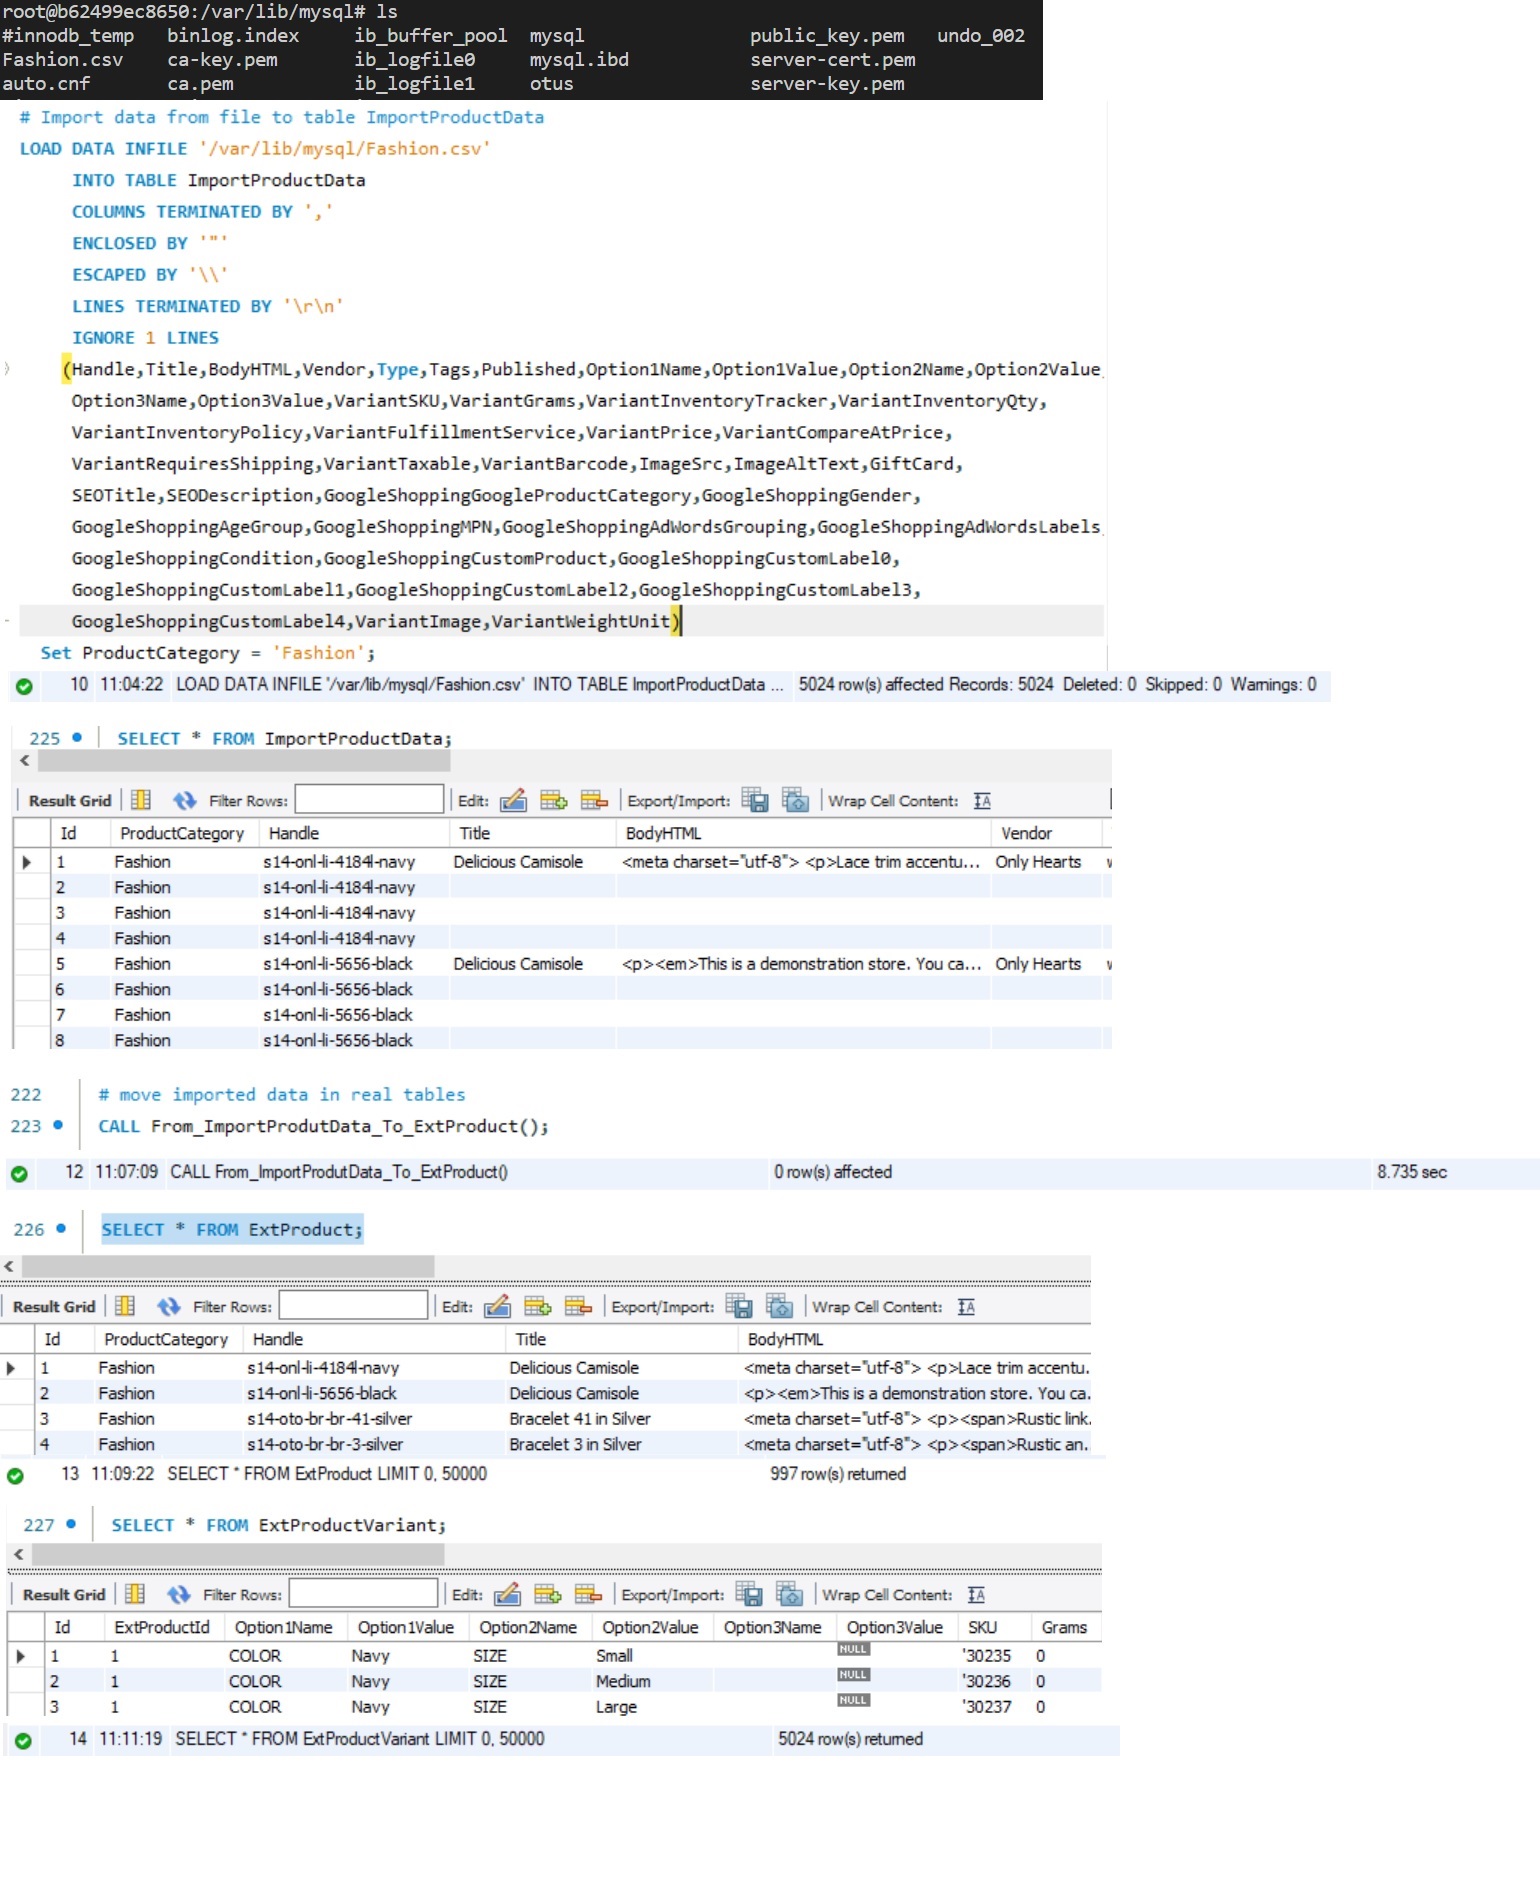 root@b62499ec8650:/var/lib/mysql# ls
#innodb_temp binlog.index ib_buffer_pool mysql public_key.pem undo_002
Fashion.csv ca-key.pem ib_logfile0 mysql.ibd server-cert.pem
auto.cnf ca.pem ib_logfile1 otus server-key.pem
# Import data from file to table ImportProductData
LOAD DATA INFILE '/var/lib/mysql/Fashion.csv'
INTO TABLE ImportProductData
COLUMNS TERMINATED BY ','
ENCLOSED BY '"'
ESCAPED BY '\\'
LINES TERMINATED BY '\r\n'
IGNORE 1 LINES
(Handle,Title,BodyHTML,Vendor,Type,Tags,Published,Option1Name,Option1Value,Option2Name,Option2Value,
Option3Name,Option3Value,VariantSKU,VariantGrams,VariantInventoryTracker,VariantInventoryQty,
VariantInventoryPolicy,VariantFulfillmentService,VariantPrice,VariantCompareAtPrice,
VariantRequiresShipping,VariantTaxable,VariantBarcode,ImageSrc,ImageAltText,GiftCard,
SEOTitle,SEODescription,GoogleShoppingGoogleProductCategory,GoogleShoppingGender,
GoogleShoppingAgeGroup,GoogleShoppingMPN,GoogleShoppingAdWordsGrouping,GoogleShoppingAdWordsLabels,
GoogleShoppingCondition,GoogleShoppingCustomProduct,GoogleShoppingCustomLabel0,
GoogleShoppingCustomLabel1,GoogleShoppingCustomLabel2,GoogleShoppingCustomLabel3,
GoogleShoppingCustomLabel4,VariantImage,VariantWeightUnit)
Set ProductCategory = 'Fashion';
10 11:04:22 LOAD DATA INFILE '/var/lib/mysql/Fashion.csv' INTO TABLE ImportProductData ... 5024 row(s) affected Records: 5024 Deleted: 0 Skipped: 0 Warnings: 0
225 SELECT * FROM ImportProductData;
Result Grid Filter Rows: Edit: Export/Import: Wrap Cell Content:
Id ProductCategory Handle Title BodyHTML Vendor
1 Fashion s14-onl-li-4184l-navy Delicious Camisole <meta charset="utf-8"> <p>Lace trim accentu... Only Hearts
2 Fashion s14-onl-li-4184l-navy
3 Fashion s14-onl-li-4184l-navy
4 Fashion s14-onl-li-4184l-navy
5 Fashion s14-onl-li-5656-black Delicious Camisole <p><em>This is a demonstration store. You ca... Only Hearts
6 Fashion s14-onl-li-5656-black
7 Fashion s14-onl-li-5656-black
8 Fashion s14-onl-li-5656-black
222 # move imported data in real tables
223 CALL From_ImportProdutData_To_ExtProduct();
12 11:07:09 CALL From_ImportProdutData_To_ExtProduct() 0 row(s) affected 8.735 sec
226 SELECT * FROM ExtProduct;
Result Grid Filter Rows: Edit: Export/Import: Wrap Cell Content:
Id ProductCategory Handle Title BodyHTML
1 Fashion s14-onl-li-4184l-navy Delicious Camisole <meta charset="utf-8"> <p>Lace trim accentu.
2 Fashion s14-onl-li-5656-black Delicious Camisole <p><em>This is a demonstration store. You ca.
3 Fashion s14-oto-br-br-41-silver Bracelet 41 in Silver <meta charset="utf-8"> <p><span>Rustic link.
4 Fashion s14-oto-br-br-3-silver Bracelet 3 in Silver <meta charset="utf-8"> <p><span>Rustic an.
13 11:09:22 SELECT * FROM ExtProduct LIMIT 0, 50000 997 row(s) returned
227 SELECT * FROM ExtProductVariant;
Result Grid Filter Rows: Edit: Export/Import: Wrap Cell Content:
Id ExtProductId Option1Name Option1Value Option2Name Option2Value Option3Name Option3Value SKU Grams
1 1 COLOR Navy SIZE Small NULL '30235 0
2 1 COLOR Navy SIZE Medium NULL '30236 0
3 1 COLOR Navy SIZE Large NULL '30237 0
14 11:11:19 SELECT * FROM ExtProductVariant LIMIT 0, 50000 5024 row(s) returned